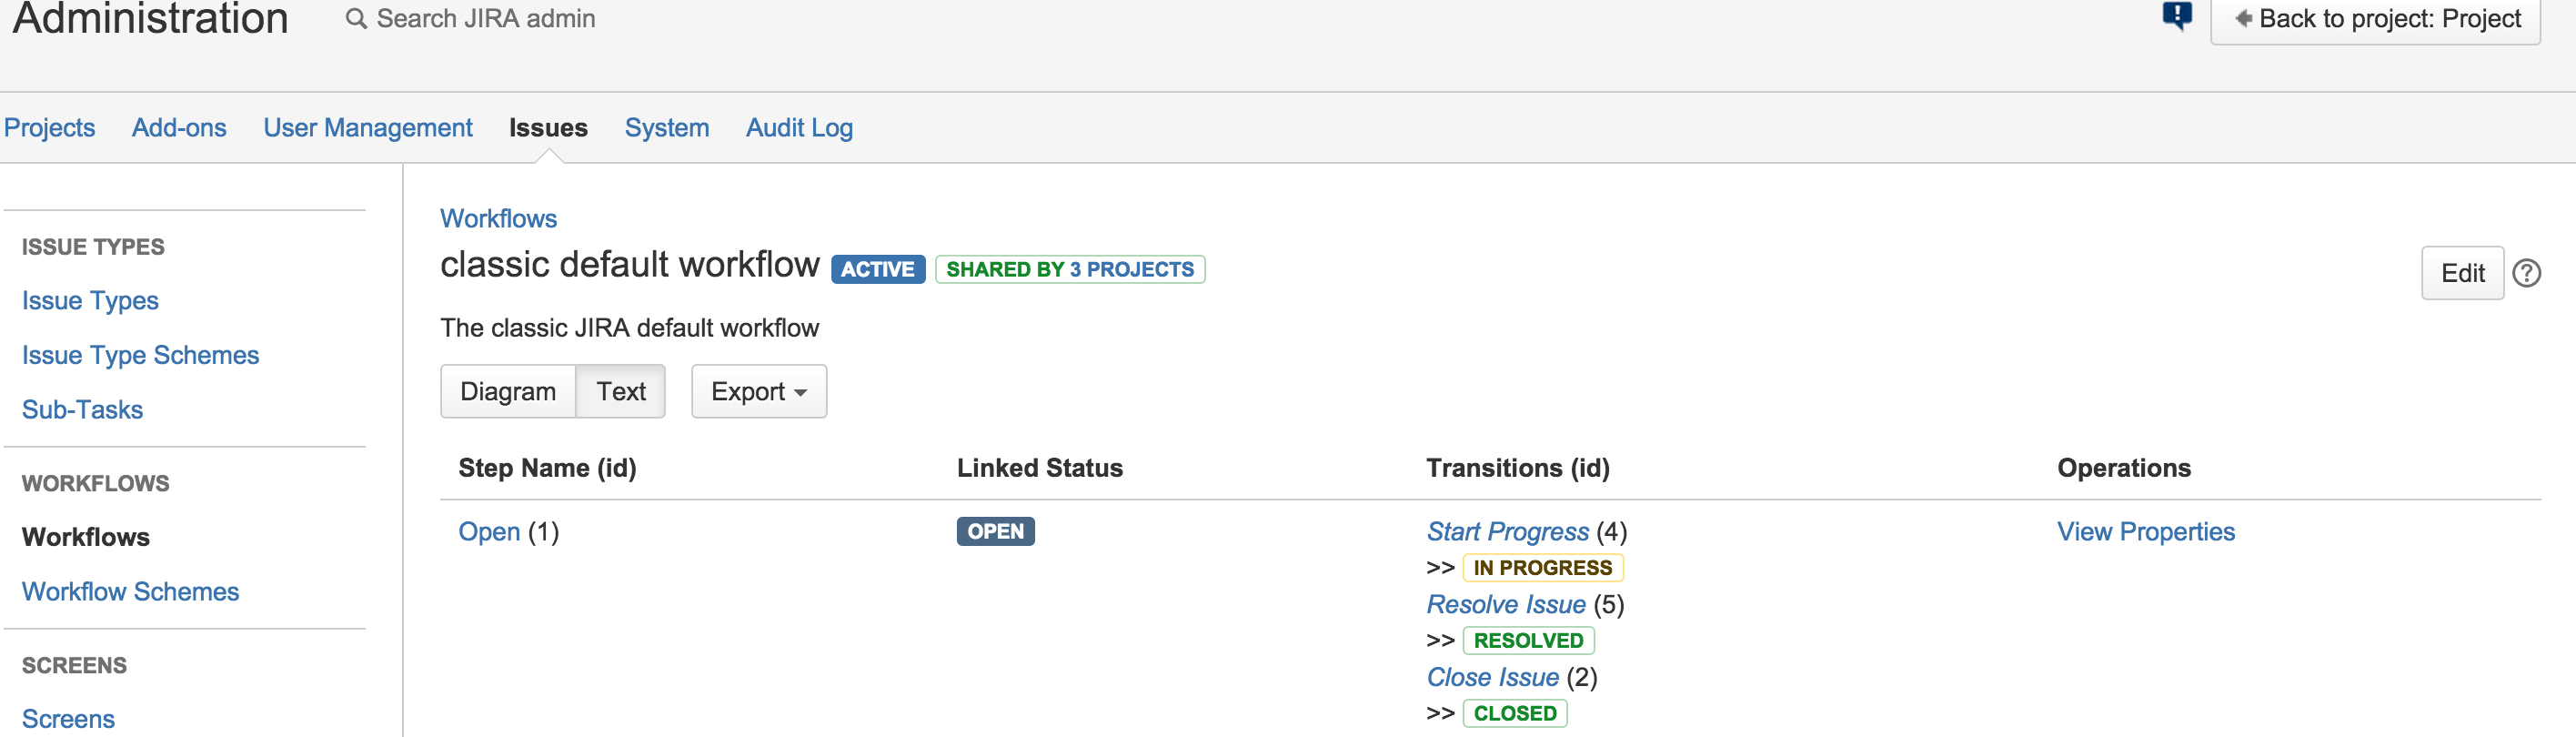 Administration
Search JIRA admin
Back to project: Project
Projects Add-ons User Management Issues System Audit Log
ISSUE TYPES
Issue Types
Issue Type Schemes
Sub-Tasks
WORKFLOWS
Workflows
Workflow Schemes
SCREENS
Screens
Workflows
classic default workflow ACTIVE SHARED BY 3 PROJECTS
Edit
The classic JIRA default workflow
Diagram Text Export
Step Name (id) Linked Status Transitions (id) Operations
Open (1) OPEN Start Progress (4) View Properties
>> IN PROGRESS
Resolve Issue (5)
>> RESOLVED
Close Issue (2)
>> CLOSED